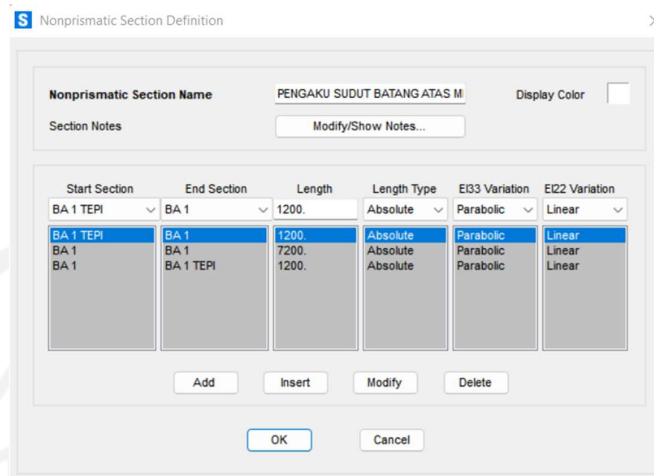 S Nonprismatic Section Definition
Nonprismatic Section Name PENGAKU SUDUT BATANG ATAS MI Display Color
Section Notes Modify/Show Notes...
Start Section End Section Length Length Type EI33 Variation EI22 Variation
BA 1 TEPI BA 1 1200. Absolute Parabolic Linear
BA 1 TEPI BA 1 1200. Absolute Parabolic Linear
BA 1 BA 1 7200. Absolute Parabolic Linear
BA 1 BA 1 TEPI 1200. Absolute Parabolic Linear
Add Insert Modify Delete
OK Cancel